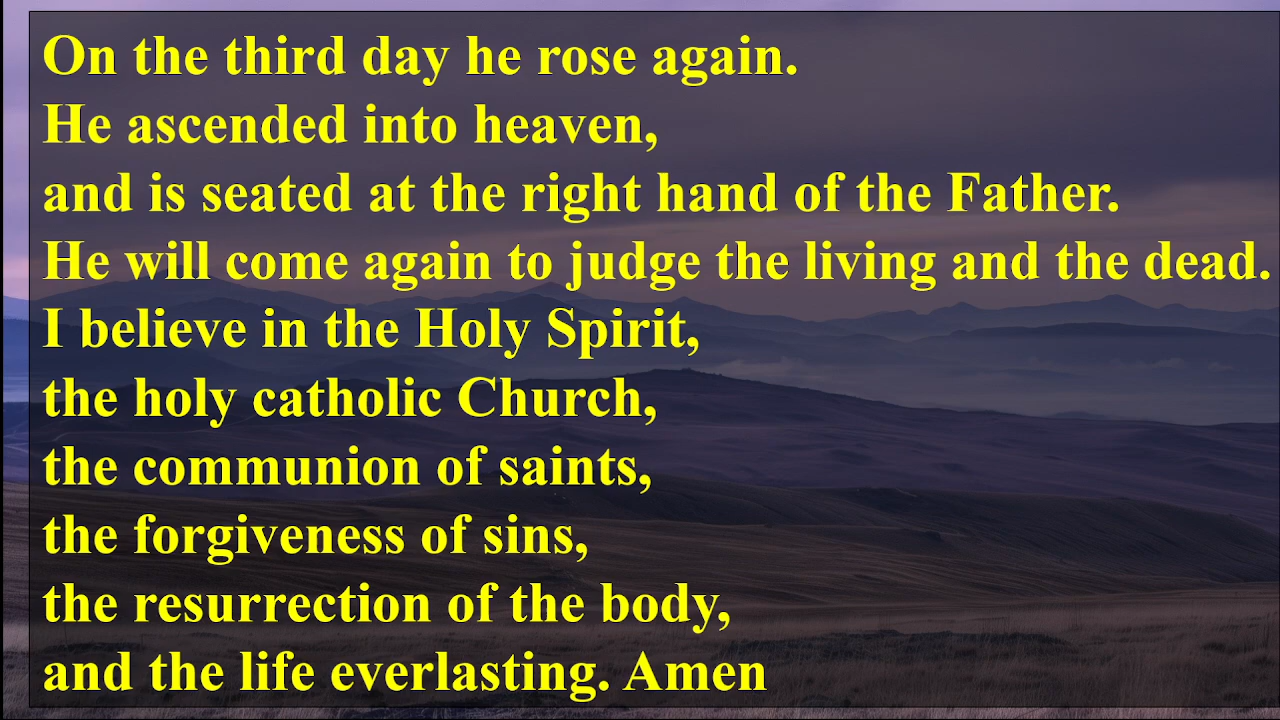 On the third day he rose again.
He ascended into heaven,
and is seated at the right hand of the Father.
He will come again to judge the living and the dead.
I believe in the Holy Spirit,
the holy catholic Church,
the communion of saints,
the forgiveness of sins,
the resurrection of the body,
and the life everlasting. Amen